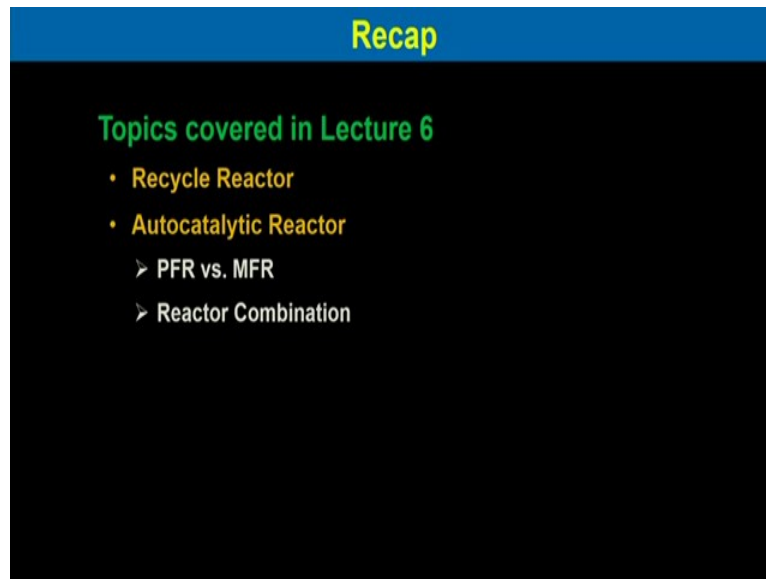 Recap
Topics covered in Lecture 6
• Recycle Reactor
• Autocatalytic Reactor
➢ PFR vs. MFR
➢ Reactor Combination